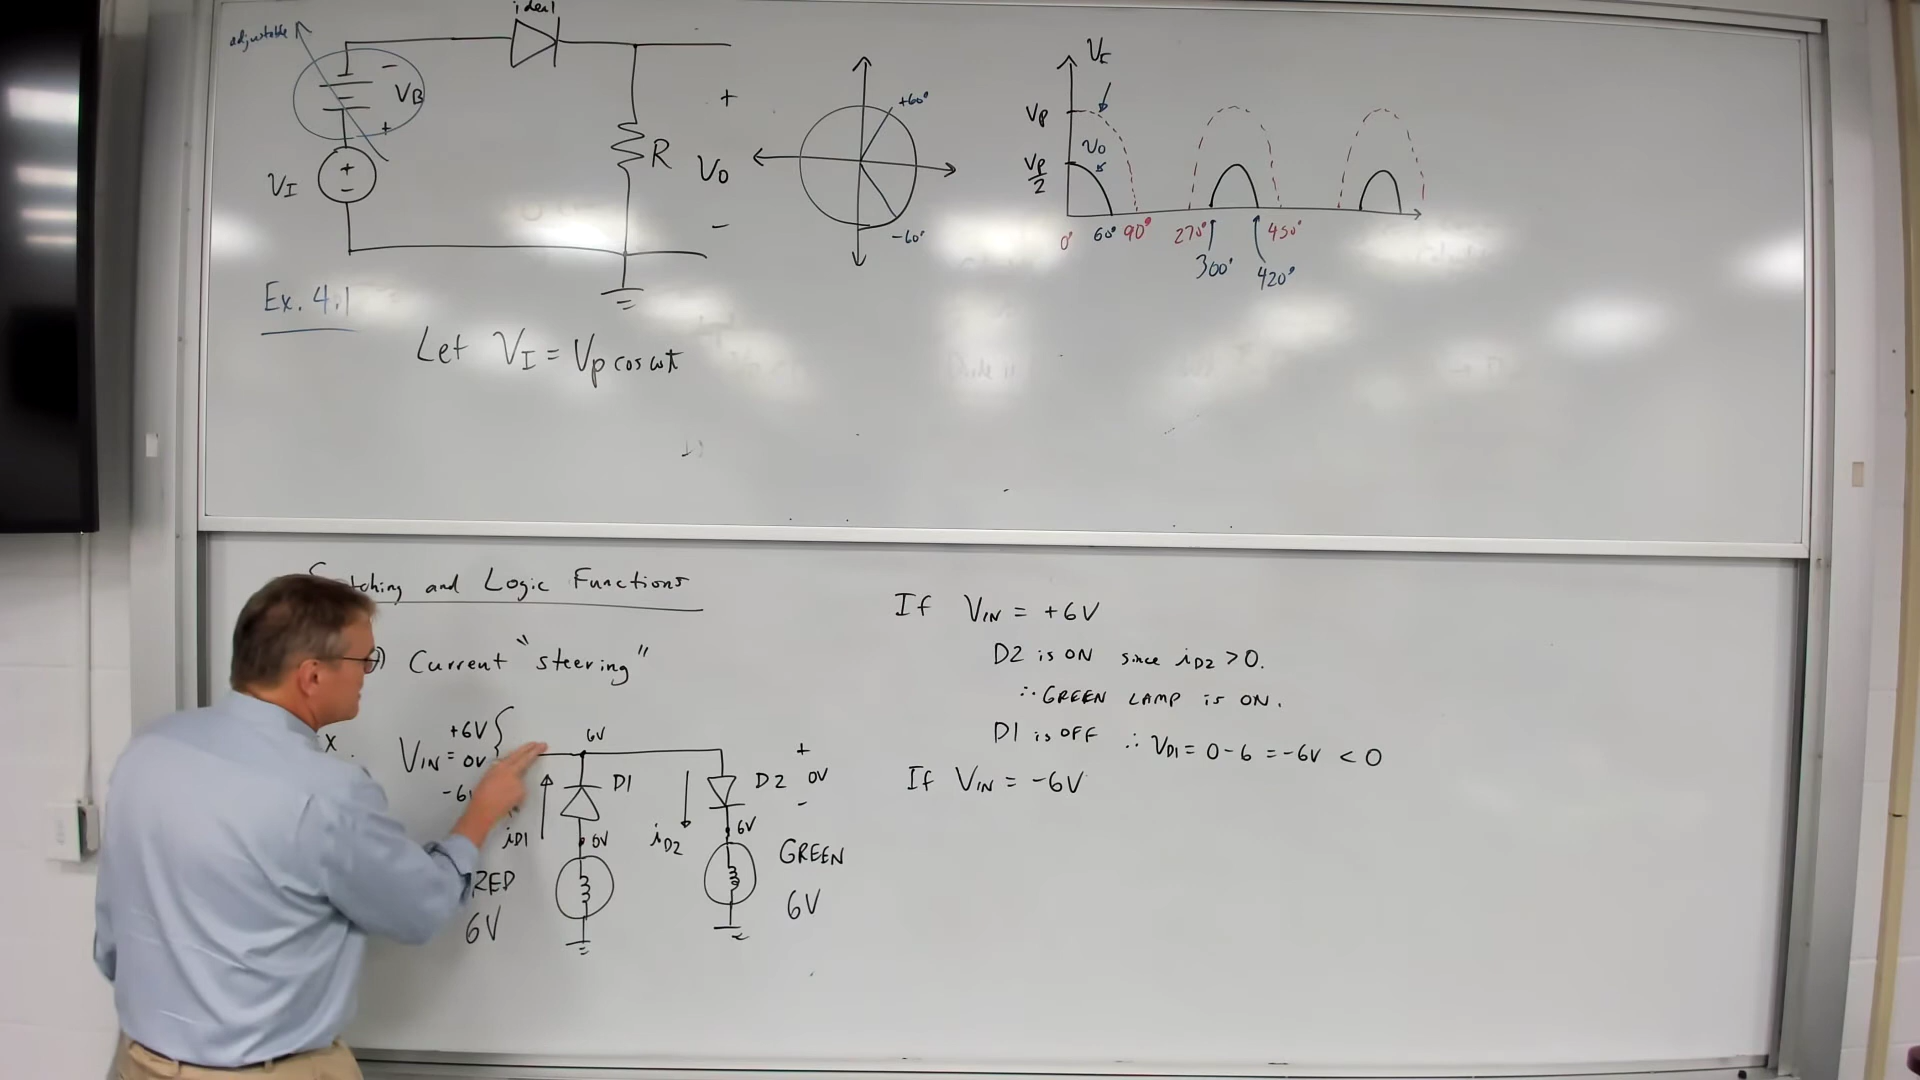 ideal
adjustable
−
VB
+
+
−
VI
R
+
Vo
−
Ex. 4.1
Let VI = Vp cos ωt
+60°
-60°
Vp
Vo
Vp/2
0° 60° 90° 270° 450°
300° 420°
and Logic Functions
Current "steering"
+6V
VIN = 0V
6V
D1
iD1
0V
RED
6V
D2
+
0V
−
iD2
6V
GREEN
6V
If VIN = +6V
D2 is ON since iD2 > 0.
∴ GREEN LAMP is ON.
D1 is OFF ∴ VD1 = 0 - 6 = -6V < 0
If VIN = -6V